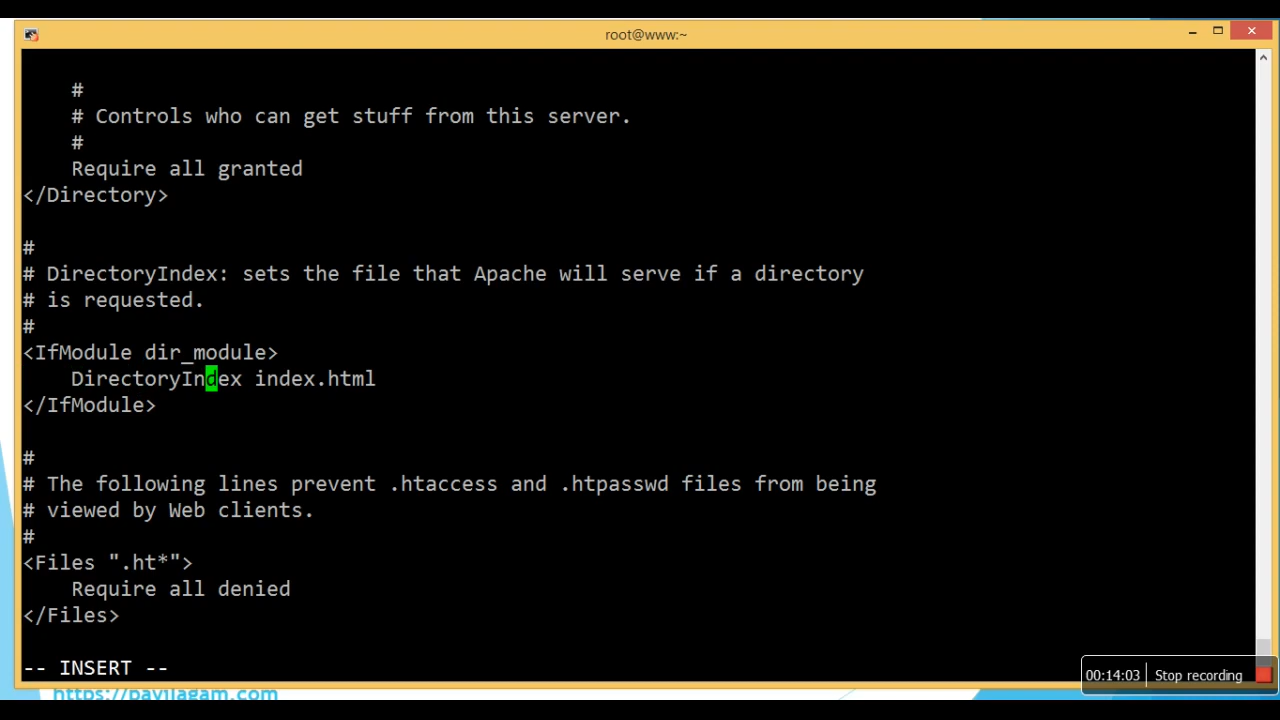 root@www:~
    #
    # Controls who can get stuff from this server.
    #
    Require all granted
</Directory>
#
# DirectoryIndex: sets the file that Apache will serve if a directory
# is requested.
#
<IfModule dir_module>
    DirectoryIndex index.html
</IfModule>
#
# The following lines prevent .htaccess and .htpasswd files from being
# viewed by Web clients.
#
<Files ".ht*">
    Require all denied
</Files>
-- INSERT --
00:14:03 Stop recording
https://payilagam.com